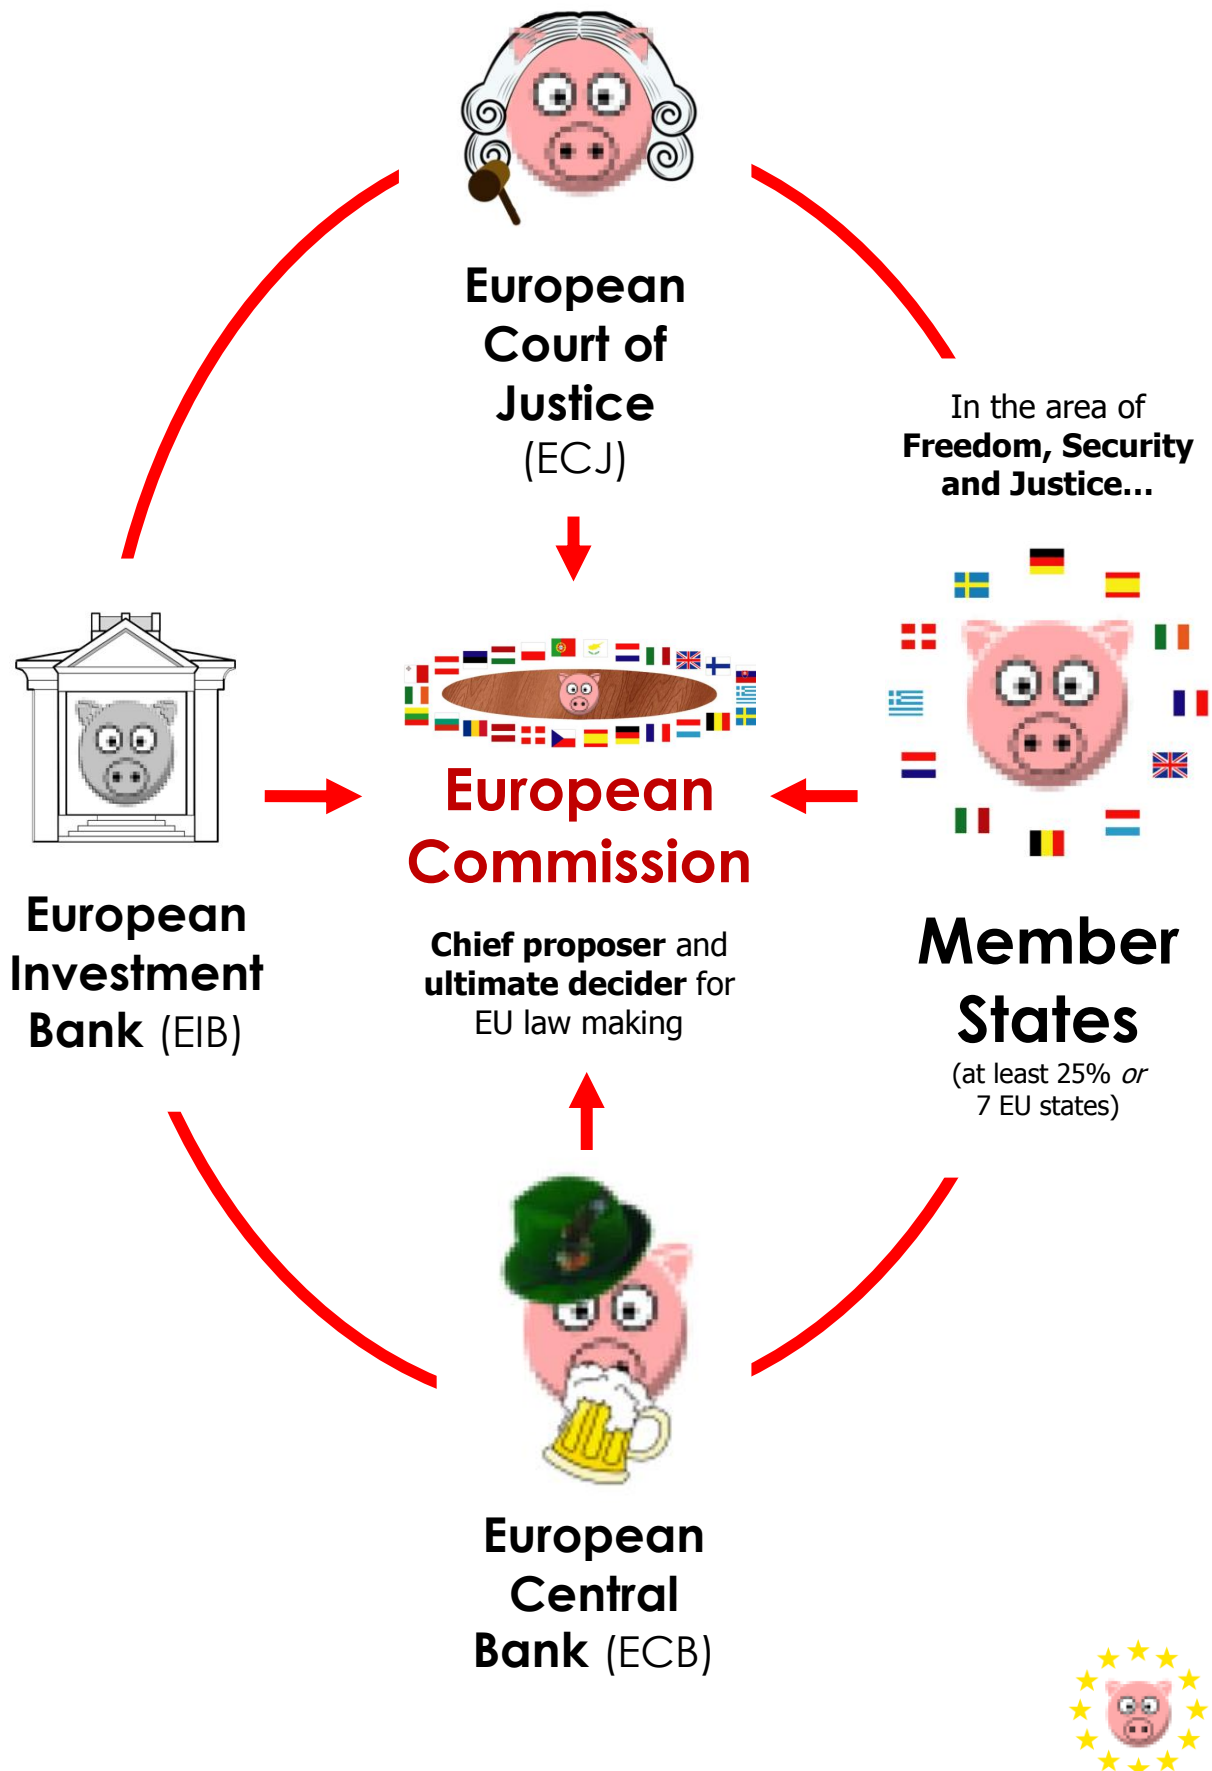 European
Court of
Justice
(ECJ)
In the area of
Freedom, Security
and Justice...
European
Commission
Chief proposer and
ultimate decider for
EU law making
European
Investment
Bank (EIB)
Member
States
(at least 25% or
7 EU states)
European
Central
Bank (ECB)